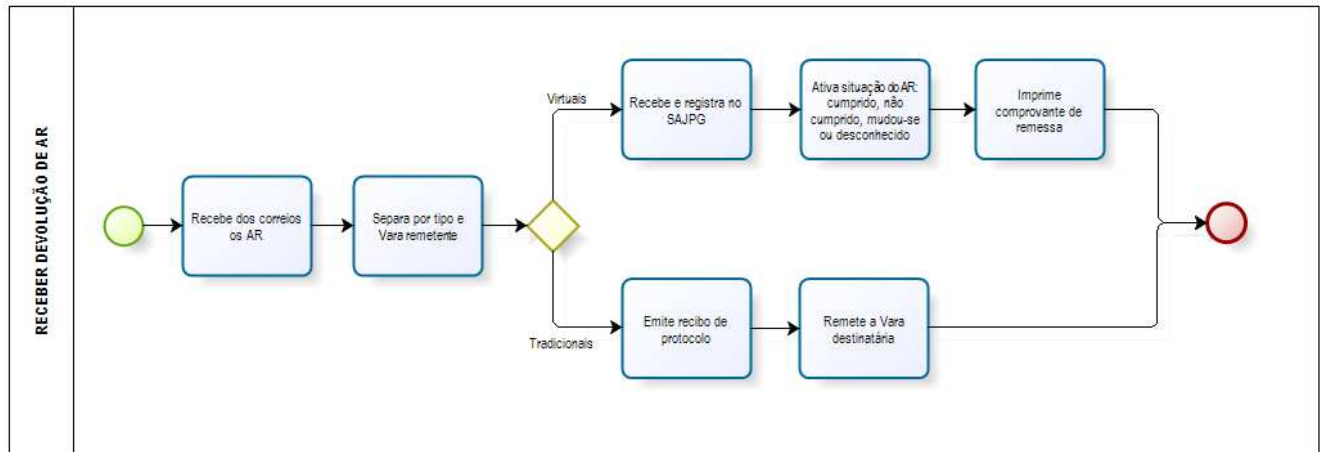 RECEBER DEVOLUÇÃO DE AR
Recebe dos correios
os AR
Separa por tipo e
Vara remetente
Virtuais
Recebe e registra no
SAJPG
Ativa situação do AR:
cumprido, não
cumprido, mudou-se
ou desconhecido
Imprime
comprovante de
remessa
Tradicionais
Emite recibo de
protocolo
Remete a Vara
destinatária